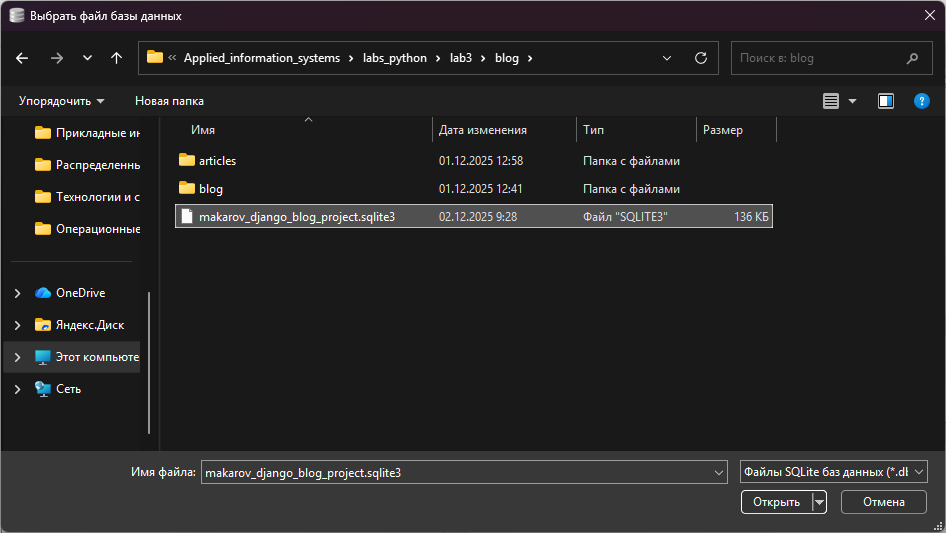 Выбрать файл базы данных
« Applied_information_systems › labs_python › lab3 › blog ›
Поиск в: blog
Упорядочить
Новая папка
Имя
Дата изменения
Тип
Размер
Прикладные ин
Распределенны
Технологии и с
Операционные
OneDrive
Яндекс.Диск
Этот компьюте
Сеть
articles 01.12.2025 12:58 Папка с файлами
blog 01.12.2025 12:41 Папка с файлами
makarov_django_blog_project.sqlite3 02.12.2025 9:28 Файл "SQLITE3" 136 КБ
Имя файла: makarov_django_blog_project.sqlite3
Файлы SQLite баз данных (*.db
Открыть
Отмена